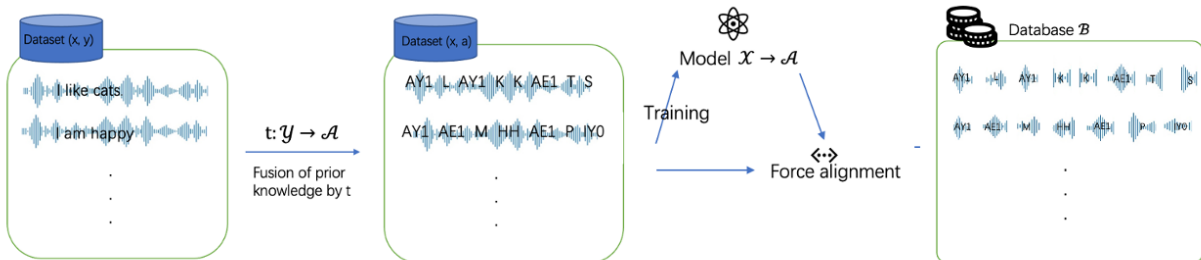 Dataset (x, y)
I like cats
I am happy
.
.
.
t: 𝒴 → 𝒜
Fusion of prior
knowledge by t
Dataset (x, a)
AY1 L AY1 K K AE1 T S
AY1 AE1 M HH AE1 P IY0
.
.
.
Model 𝒳 → 𝒜
Training
Force alignment
Database ℬ
AY1 L AY1 K K AE1 T S
AY1 AE1 M HH AE1 P IY0
.
.
.